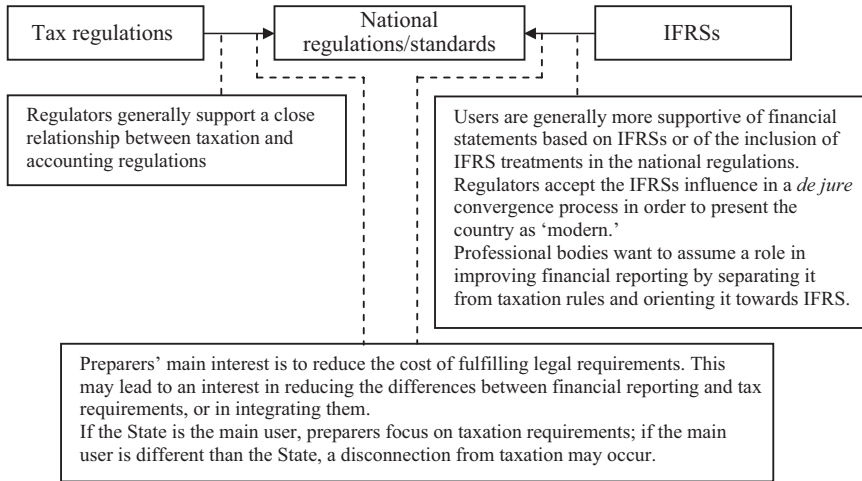 Tax regulations
National
regulations/standards
IFRSs
Regulators generally support a close
relationship between taxation and
accounting regulations
Users are generally more supportive of financial
statements based on IFRSs or of the inclusion of
IFRS treatments in the national regulations.
Regulators accept the IFRSs influence in a de jure
convergence process in order to present the
country as ‘modern.’
Professional bodies want to assume a role in
improving financial reporting by separating it
from taxation rules and orienting it towards IFRS.
Preparers’ main interest is to reduce the cost of fulfilling legal requirements. This
may lead to an interest in reducing the differences between financial reporting and tax
requirements, or in integrating them.
If the State is the main user, preparers focus on taxation requirements; if the main
user is different than the State, a disconnection from taxation may occur.